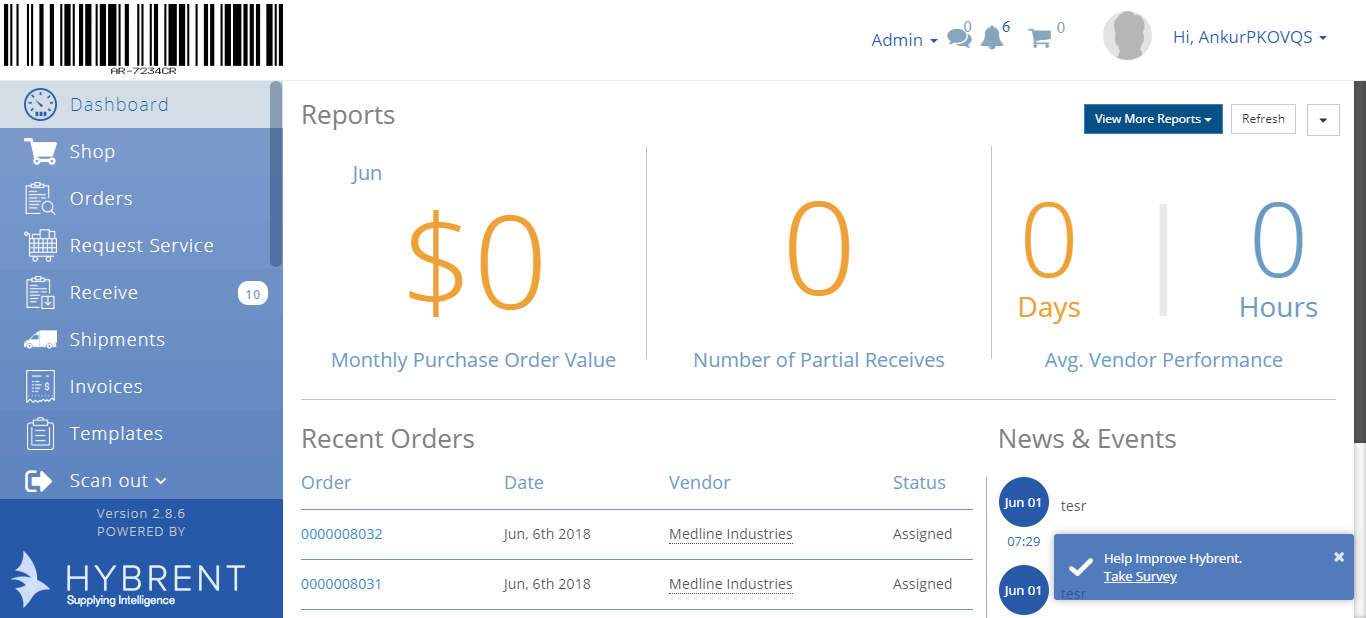 AR-7234CR
Admin
0
6
0
Hi, AnkurPKOVQS
Dashboard
Shop
Orders
Request Service
Receive 10
Shipments
Invoices
Templates
Scan out
Version 2.8.6
POWERED BY
HYBRENT
Supplying Intelligence
Reports
View More Reports
Refresh
Jun
$0
Monthly Purchase Order Value
0
Number of Partial Receives
0 0
Days Hours
Avg. Vendor Performance
Recent Orders
Order Date Vendor Status
0000008032 Jun, 6th 2018 Medline Industries Assigned
0000008031 Jun, 6th 2018 Medline Industries Assigned
News & Events
Jun 01 tesr
07:29
Jun 01 tesr
Help Improve Hybrent.
Take Survey